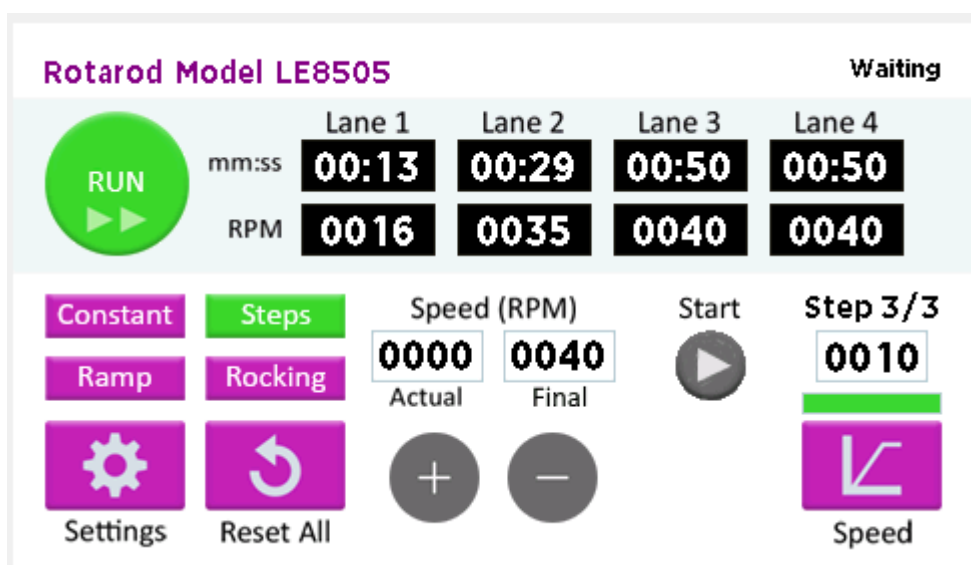 Rotarod Model LE8505 Waiting
Lane 1 Lane 2 Lane 3 Lane 4
RUN mm:ss 00:13 00:29 00:50 00:50
RPM 0016 0035 0040 0040
Constant Steps Speed (RPM) Start Step 3/3
0000 0040 0010
Ramp Rocking Actual Final
+ −
Settings Reset All Speed